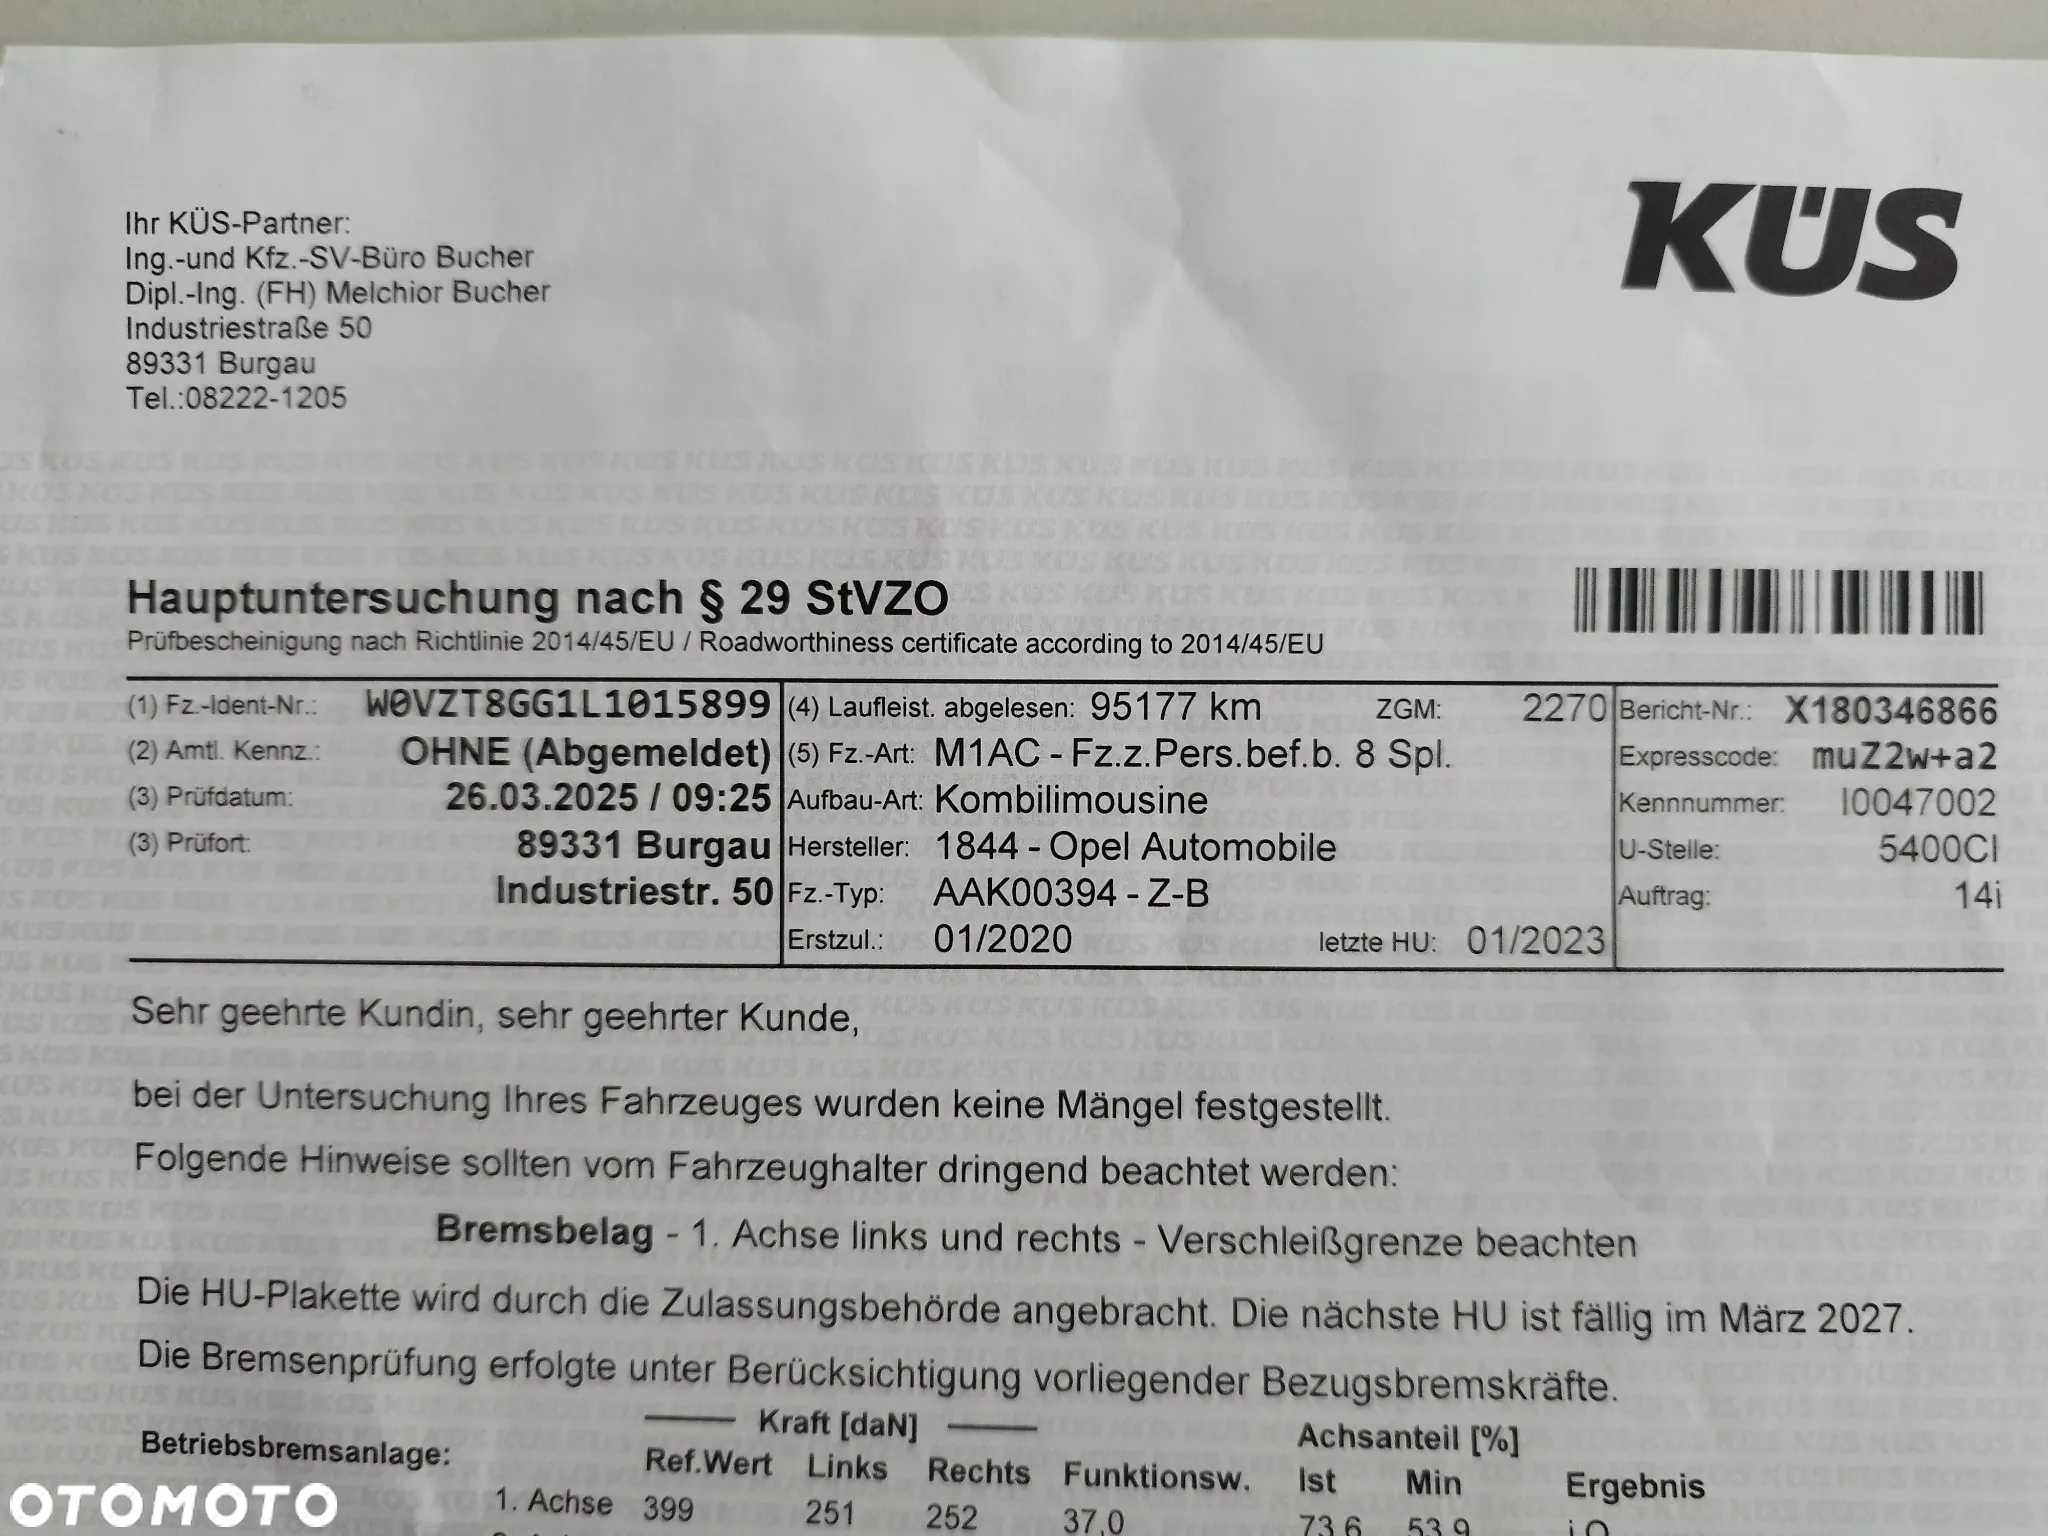 KÜS
Ihr KÜS-Partner:
Ing.-und Kfz.-SV-Büro Bucher
Dipl.-Ing. (FH) Melchior Bucher
Industriestraße 50
89331 Burgau
Tel.:08222-1205
Hauptuntersuchung nach § 29 StVZO
Prüfbescheinigung nach Richtlinie 2014/45/EU / Roadworthiness certificate according to 2014/45/EU
(1) Fz.-Ident-Nr.: W0VZT8GG1L1015899 (4) Laufleist. abgelesen: 95177 km ZGM: 2270 Bericht-Nr.: X180346866
(2) Amtl. Kennz.: OHNE (Abgemeldet) (5) Fz.-Art: M1AC - Fz.z.Pers.bef.b. 8 Spl. Expresscode: muZ2w+a2
(3) Prüfdatum: 26.03.2025 / 09:25 Aufbau-Art: Kombilimousine Kennnummer: I0047002
(3) Prüfort: 89331 Burgau Hersteller: 1844 - Opel Automobile U-Stelle: 5400CI
Industriestr. 50 Fz.-Typ: AAK00394 - Z-B Auftrag: 14i
Erstzul.: 01/2020 letzte HU: 01/2023
Sehr geehrte Kundin, sehr geehrter Kunde,
bei der Untersuchung Ihres Fahrzeuges wurden keine Mängel festgestellt.
Folgende Hinweise sollten vom Fahrzeughalter dringend beachtet werden:
Bremsbelag - 1. Achse links und rechts - Verschleißgrenze beachten
Die HU-Plakette wird durch die Zulassungsbehörde angebracht. Die nächste HU ist fällig im März 2027.
Die Bremsenprüfung erfolgte unter Berücksichtigung vorliegender Bezugsbremskräfte.
Kraft [daN] Achsanteil [%]
Betriebsbremsanlage: Ref.Wert Links Rechts Funktionsw. Ist Min Ergebnis
1. Achse 399 251 252 37,0 73,6 53,9
OTOMOTO